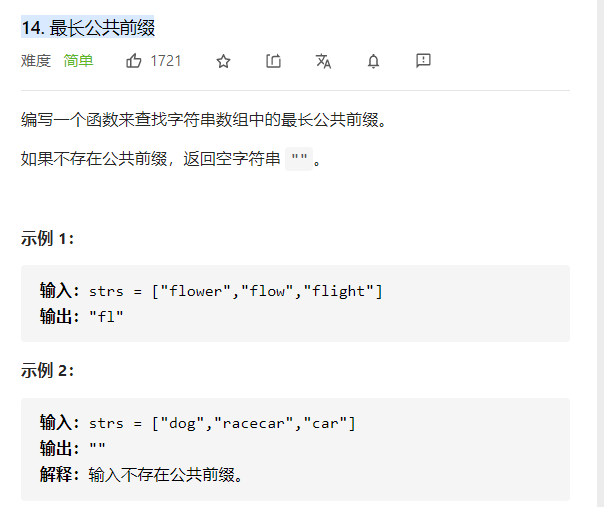 14. 最长公共前缀
难度 简单 1721
编写一个函数来查找字符串数组中的最长公共前缀。
如果不存在公共前缀，返回空字符串 ""。
示例 1：
输入：strs = ["flower","flow","flight"]
输出："fl"
示例 2：
输入：strs = ["dog","racecar","car"]
输出：""
解释：输入不存在公共前缀。